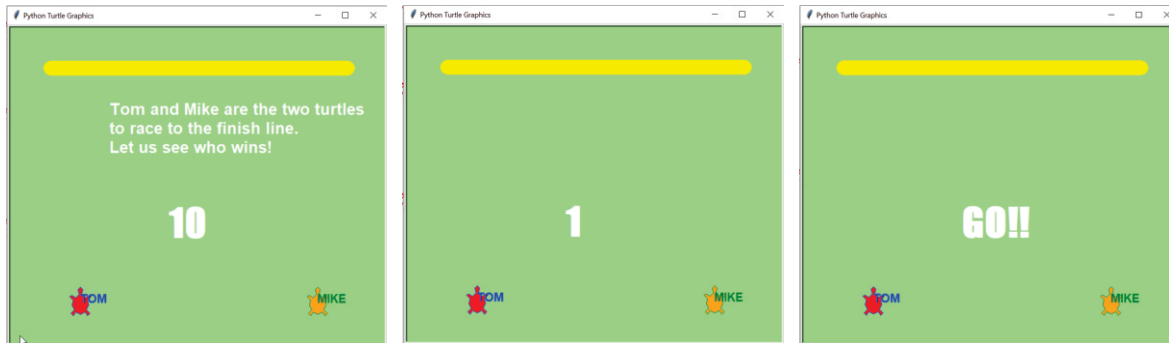 Python Turtle Graphics
Tom and Mike are the two turtles
to race to the finish line.
Let us see who wins!
10
TOM
MIKE
Python Turtle Graphics
1
TOM
MIKE
Python Turtle Graphics
GO!!
TOM
MIKE